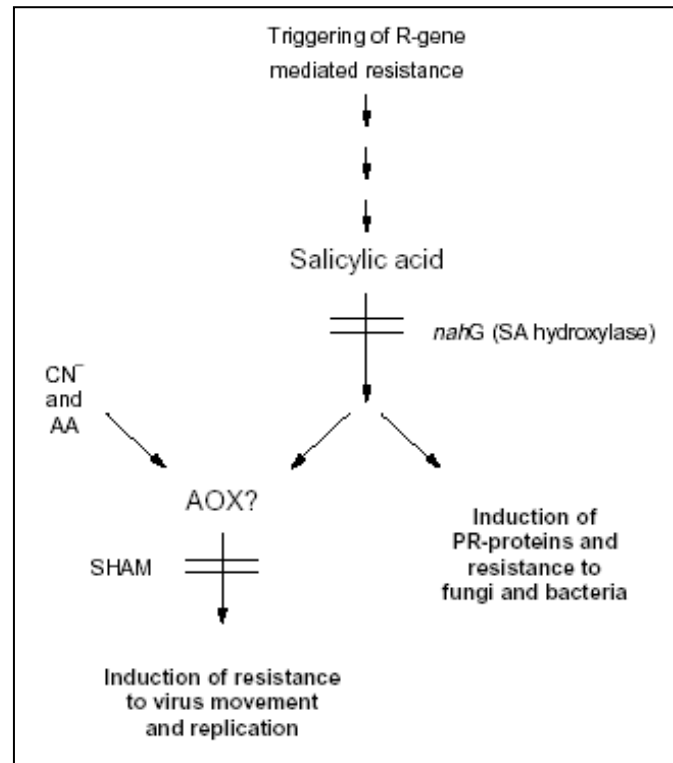 Triggering of R-gene
mediated resistance
Salicylic acid
nahG (SA hydroxylase)
CN⁻
and
AA
AOX?
SHAM
Induction of
PR-proteins and
resistance to
fungi and bacteria
Induction of resistance
to virus movement
and replication